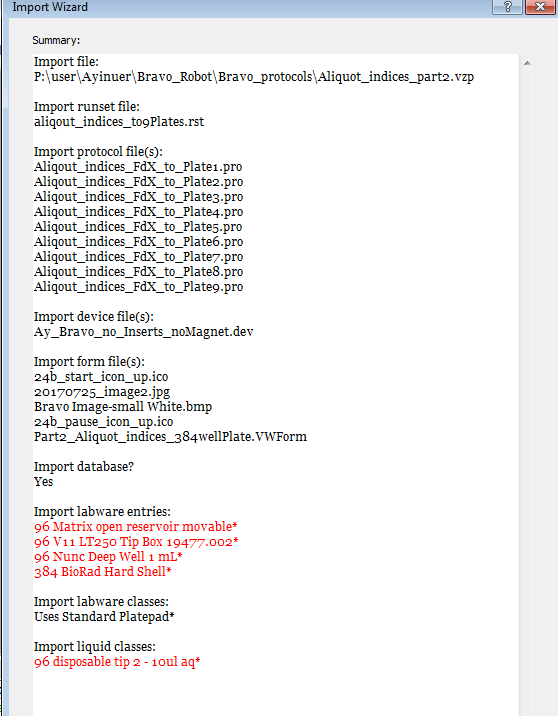 Import Wizard
Summary:
Import file:
P:\user\Ayinuer\Bravo_Robot\Bravo_protocols\Aliquot_indices_part2.vzp
Import runset file:
aliqout_indices_to9Plates.rst
Import protocol file(s):
Aliqout_indices_FdX_to_Plate1.pro
Aliqout_indices_FdX_to_Plate2.pro
Aliqout_indices_FdX_to_Plate3.pro
Aliqout_indices_FdX_to_Plate4.pro
Aliqout_indices_FdX_to_Plate5.pro
Aliqout_indices_FdX_to_Plate6.pro
Aliqout_indices_FdX_to_Plate7.pro
Aliqout_indices_FdX_to_Plate8.pro
Aliqout_indices_FdX_to_Plate9.pro
Import device file(s):
Ay_Bravo_no_Inserts_noMagnet.dev
Import form file(s):
24b_start_icon_up.ico
20170725_image2.jpg
Bravo Image-small White.bmp
24b_pause_icon_up.ico
Part2_Aliquot_indices_384wellPlate.VWForm
Import database?
Yes
Import labware entries:
96 Matrix open reservoir movable*
96 V11 LT250 Tip Box 19477.002*
96 Nunc Deep Well 1 mL*
384 BioRad Hard Shell*
Import labware classes:
Uses Standard Platepad*
Import liquid classes:
96 disposable tip 2 - 10ul aq*